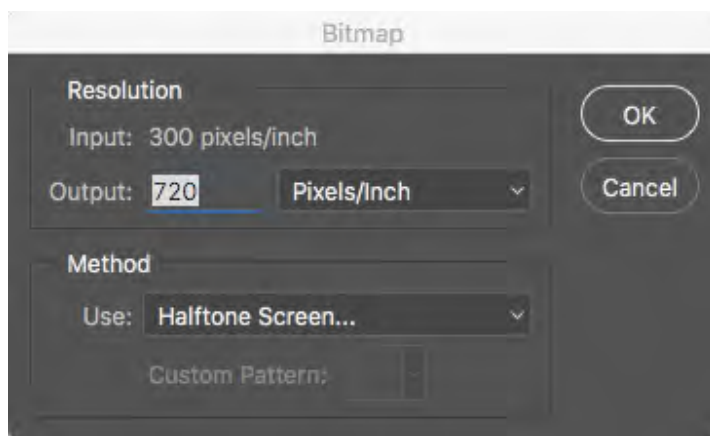 Bitmap
Resolution
Input: 300 pixels/inch
Output: 720 Pixels/Inch
Method
Use: Halftone Screen...
Custom Pattern:
OK
Cancel